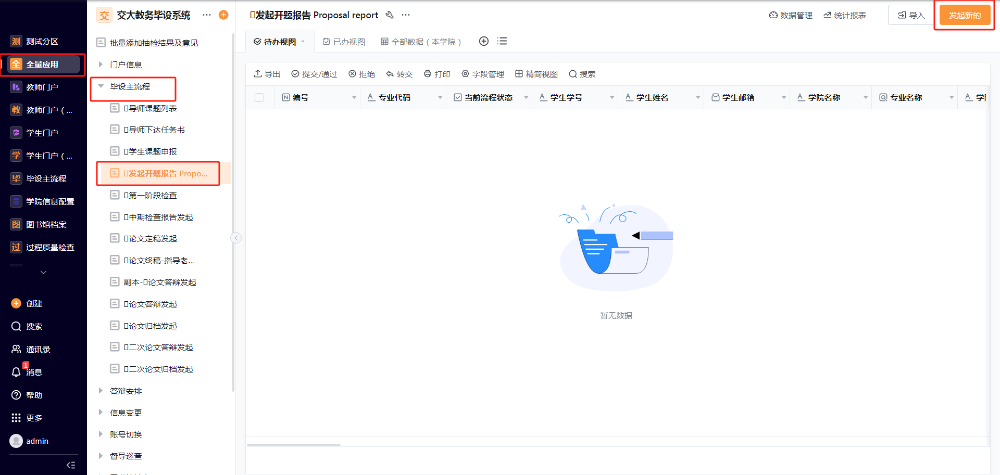 测 测试分区
全 全量应用
教师门户
教 教师门户（...
学生门户
学 学生门户（...
毕 毕设主流程
学院信息配置
图 图书馆档案
过 过程质量检查
创建
搜索
通讯录
1
消息
帮助
更多
admin
交 交大教务毕设系统
批量添加抽检结果及意见
门户信息
毕设主流程
导师课题列表
导师下达任务书
学生课题申报
发起开题报告 Propo...
第一阶段检查
中期检查报告发起
论文定稿发起
论文终稿-指导老...
副本-论文答辩发起
论文答辩发起
论文归档发起
二次论文答辩发起
二次论文归档发起
答辩安排
信息变更
账号切换
督导巡查
发起开题报告 Proposal report
数据管理 统计报表 导入 发起新的
待办视图 已办视图 全部数据（本学院）
导出 提交/通过 拒绝 转交 打印 字段管理 精简视图 搜索
编号 专业代码 当前流程状态 学生学号 学生姓名 学生邮箱 学院名称 专业名称
暂无数据